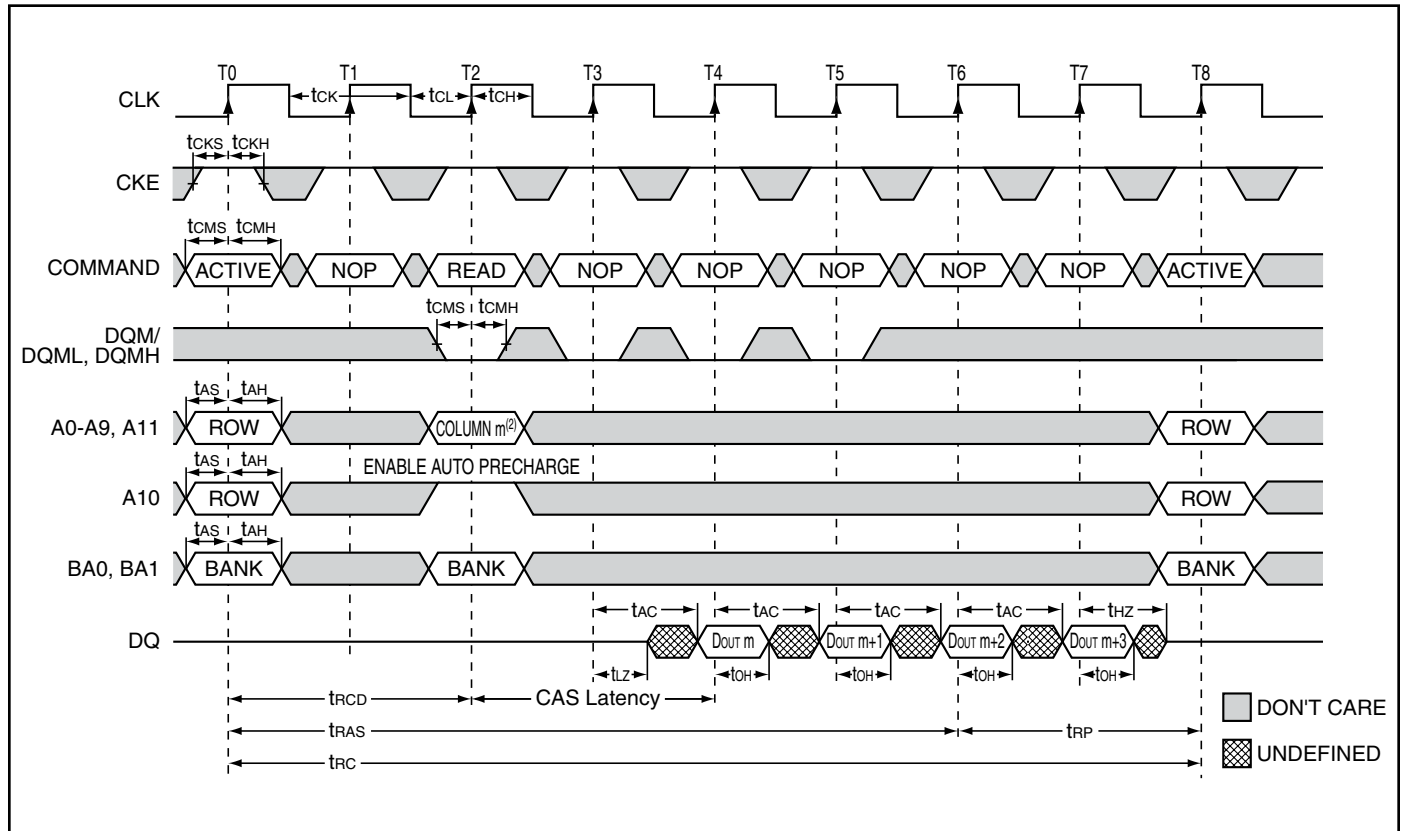 T0 T1 T2 T3 T4 T5 T6 T7 T8
CLK
tCK tCL tCH
tCKS tCKH
CKE
tCMS tCMH
COMMAND ACTIVE NOP READ NOP NOP NOP NOP NOP ACTIVE
tCMS tCMH
DQM/
DQML, DQMH
tAS tAH
A0-A9, A11 ROW COLUMN m(2) ROW
tAS tAH ENABLE AUTO PRECHARGE
A10 ROW ROW
tAS tAH
BA0, BA1 BANK BANK BANK
tAC tAC tAC tAC tHZ
DQ DOUT m DOUT m+1 DOUT m+2 DOUT m+3
tLZ tOH tOH tOH tOH
tRCD CAS Latency
DON'T CARE
tRAS tRP
UNDEFINED
tRC